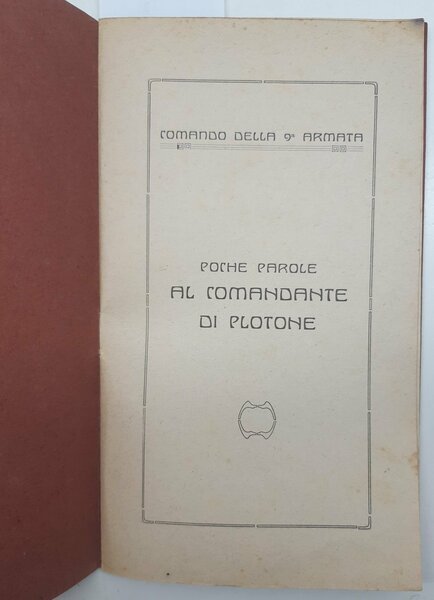 COMANDO DELLA 9ª ARMATA
POCHE PAROLE
AL COMANDANTE
DI PLOTONE